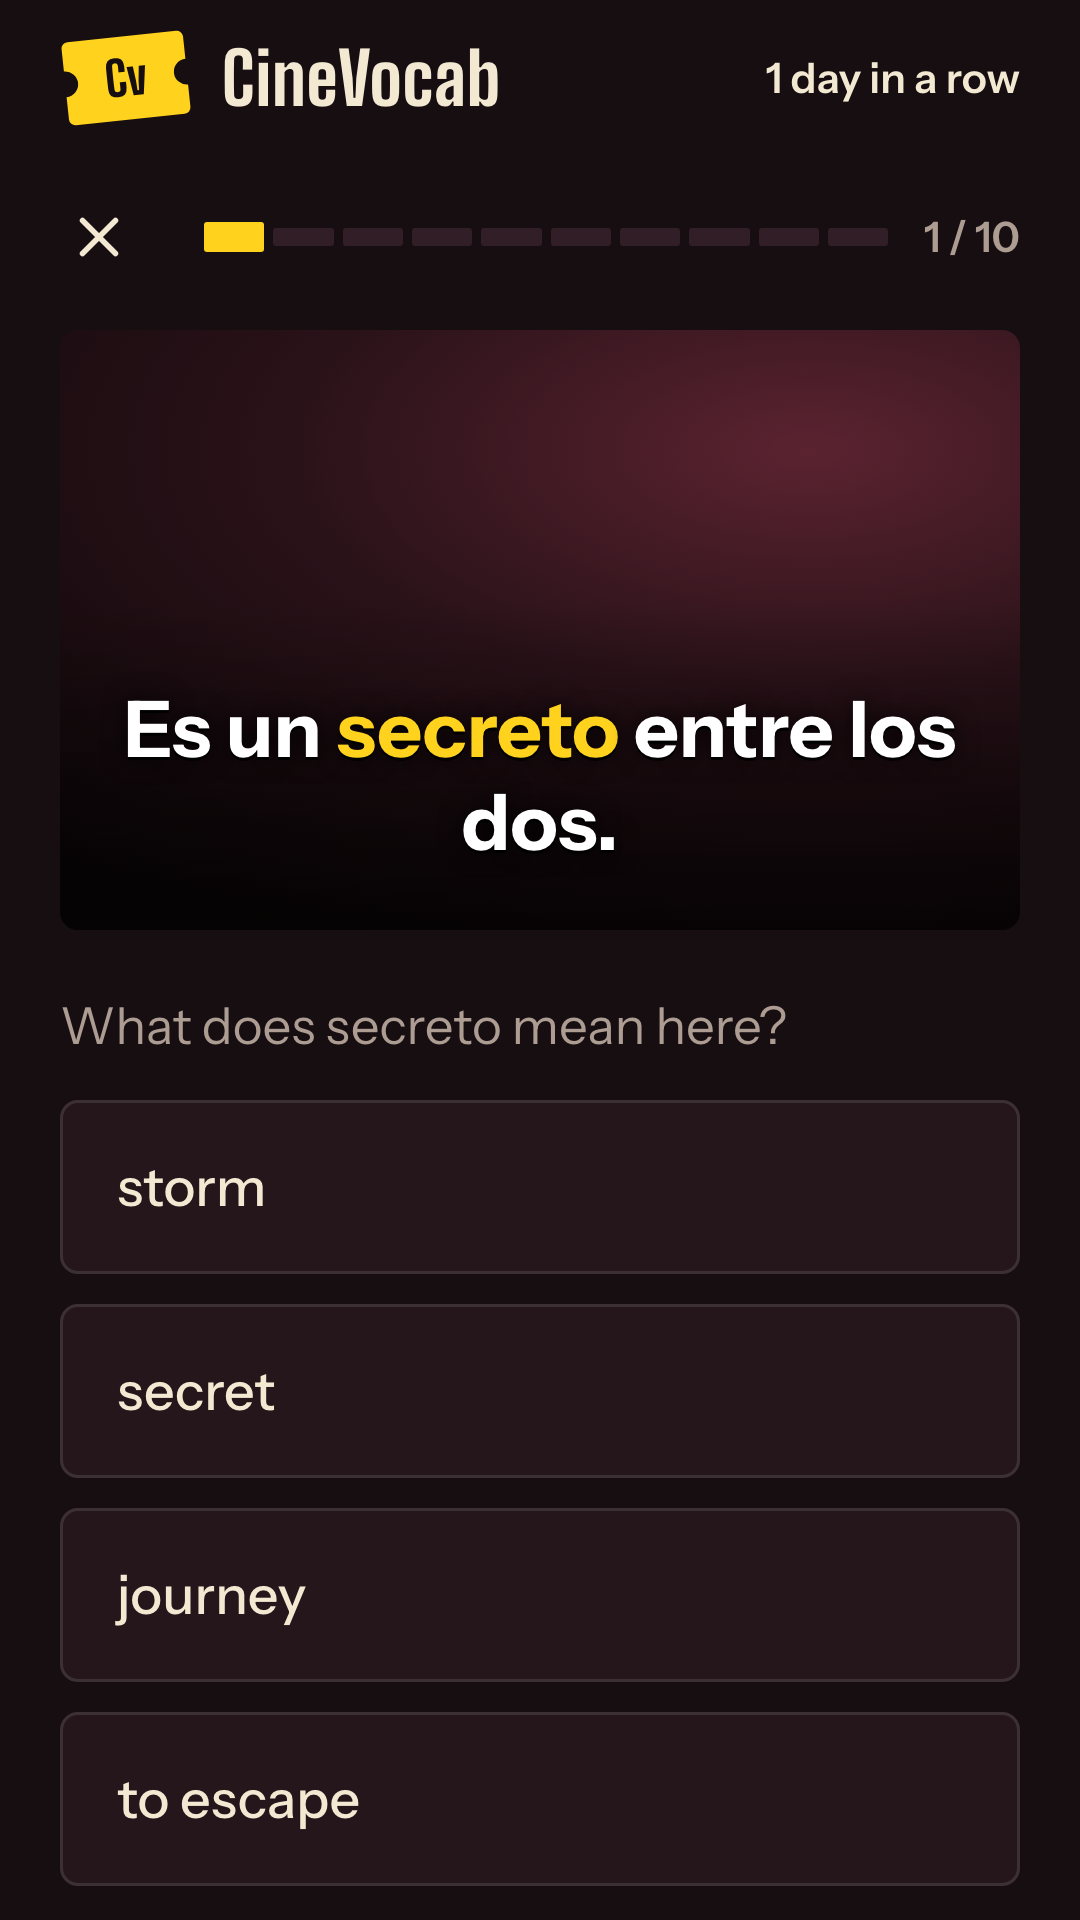 Cv CineVocab 1 day in a row
1 / 10
Es un secreto entre los
dos.
What does secreto mean here?
storm
secret
journey
to escape